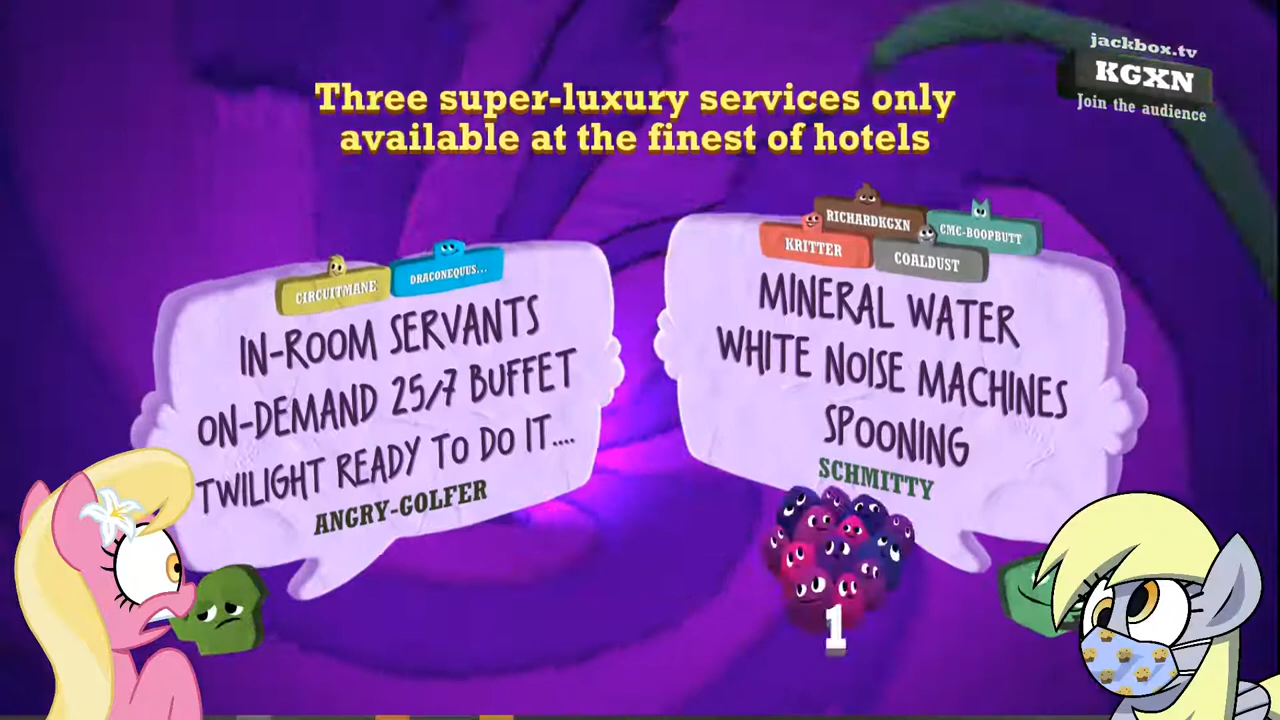 jackbox.tv
KGXN
Join the audience
Three super-luxury services only
available at the finest of hotels
CIRCUITMANE
DRACONEQUUS...
IN-ROOM SERVANTS
ON-DEMAND 25/7 BUFFET
TWILIGHT READY TO DO IT....
ANGRY-GOLFER
RICHARDKGXN
CMC-BOOPBUTT
KRITTER
COALDUST
MINERAL WATER
WHITE NOISE MACHINES
SPOONING
SCHMITTY
1